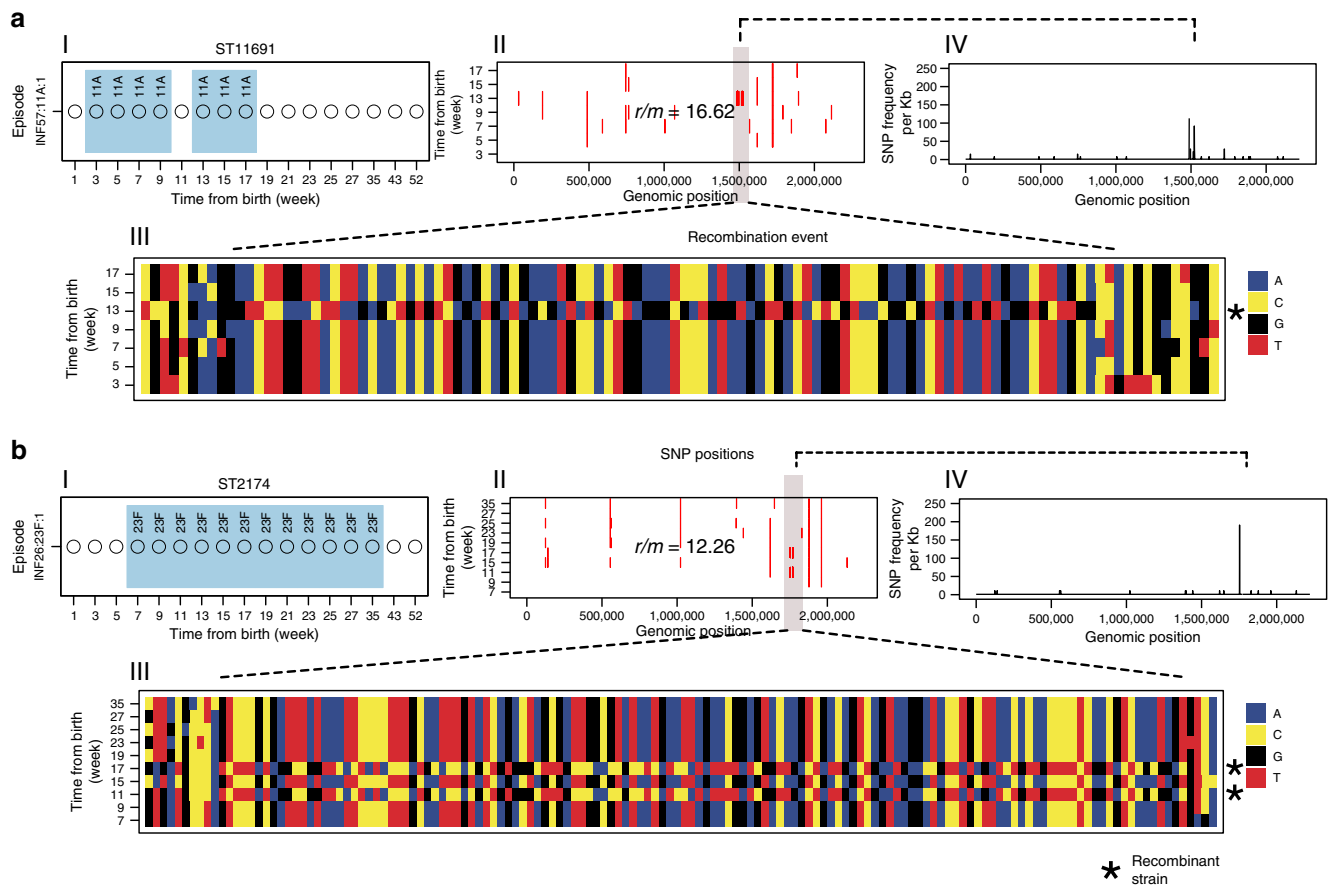 a
I
ST11691
Episode
INF57:11A:1
11A 11A 11A 11A 11A 11A 11A
1 3 5 7 9 11 13 15 17 19 21 23 25 27 35 43 52
Time from birth (week)
II
Time from birth
(week)
17
15
13
9
7
5
3
r/m = 16.62
0 500,000 1,000,000 1,500,000 2,000,000
Genomic position
IV
SNP frequency
per Kb
250
200
150
100
50
0
0 500,000 1,000,000 1,500,000 2,000,000
Genomic position
III
Recombination event
Time from birth
(week)
17
15
13
9
7
5
3
A
C
G
T
*
b
I
ST2174
Episode
INF26:23F:1
23F 23F 23F 23F 23F 23F 23F 23F 23F 23F 23F 23F
1 3 5 7 9 11 13 15 17 19 21 23 25 27 35 43 52
Time from birth (week)
SNP positions
II
Time from birth
(week)
35
27
25
23
19
17
15
11
9
7
r/m = 12.26
0 500,000 1,000,000 1,500,000 2,000,000
Genomic position
IV
SNP frequency
per Kb
250
200
150
100
50
0
0 500,000 1,000,000 1,500,000 2,000,000
Genomic position
III
Time from birth
(week)
35
27
25
23
19
17
15
11
9
7
A
C
G
T
*
*
* Recombinant
strain